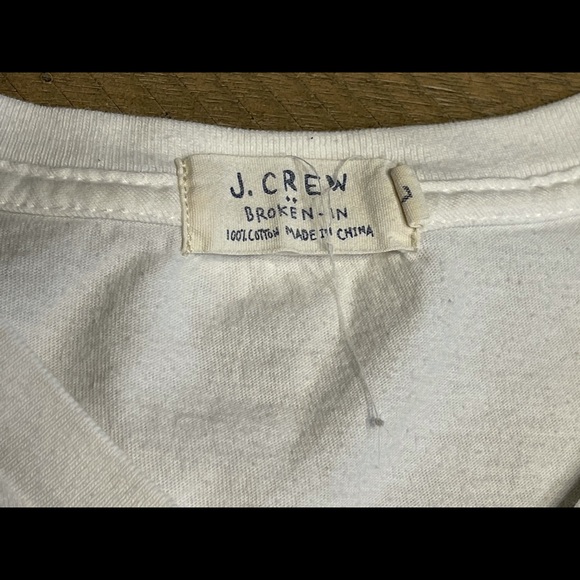 J. CREW
BROKEN-IN
100% COTTON MADE IN CHINA